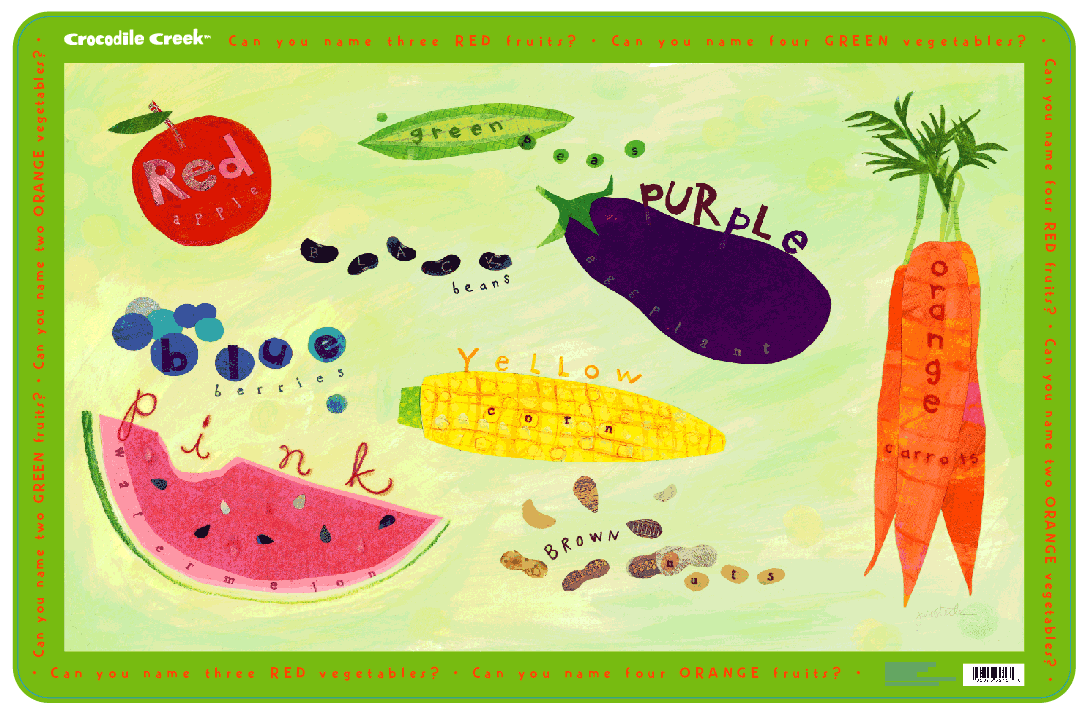 Crocodile Creek™
Can you name three RED fruits? • Can you name four GREEN vegetables? •
Can you name four RED fruits? • Can you name two ORANGE vegetables? •
Can you name two GREEN fruits? • Can you name two ORANGE vegetables? •
Red
apple
green
peas
PURPLE
eggplant
BLACK
beans
orange
carrots
blue
berries
Yellow
corn
pink
watermelon
BROWN
nuts
• Can you name three RED vegetables? • Can you name four ORANGE fruits? •